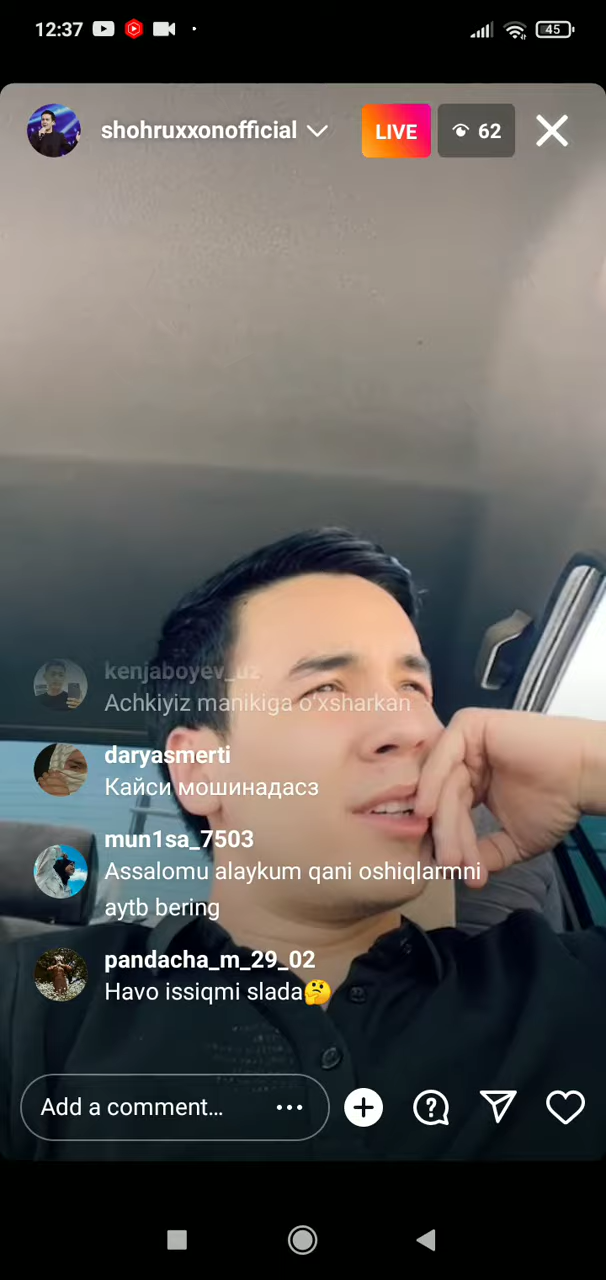 12:37
45
shohruxxonofficial
LIVE
62
kenjaboyev_uz
Achkiyiz manikiga o'xsharkan
daryasmerti
Кайси мошинадасз
mun1sa_7503
Assalomu alaykum qani oshiqlarmni
aytb bering
pandacha_m_29_02
Havo issiqmi slada🤔
Add a comment...